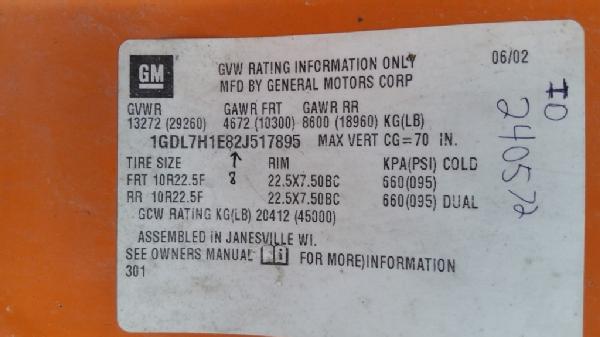 GM
GVW RATING INFORMATION ONLY
06/02
MFD BY GENERAL MOTORS CORP
GVWR GAWR FRT GAWR RR
13272 (29260) 4672 (10300) 8600 (18960) KG(LB)
1GDL7H1E82J517895 MAX VERT CG=70 IN.
TIRE SIZE RIM KPA(PSI) COLD
FRT 10R22.5F 8 22.5X7.50BC 660(095)
RR 10R22.5F 22.5X7.50BC 660(095) DUAL
GCW RATING KG(LB) 20412 (45000)
ASSEMBLED IN JANESVILLE WI.
SEE OWNERS MANUAL i FOR MORE)INFORMATION
301
IO
240572